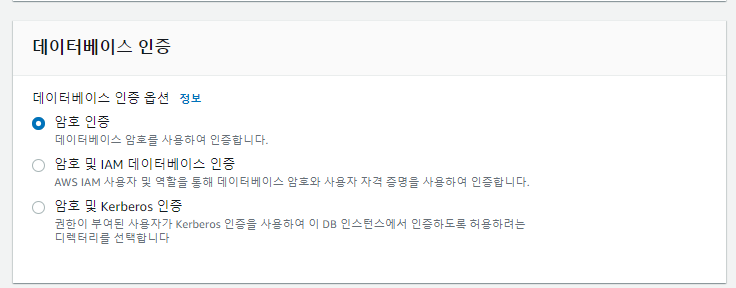 데이터베이스 인증
데이터베이스 인증 옵션 정보
암호 인증
데이터베이스 암호를 사용하여 인증합니다.
암호 및 IAM 데이터베이스 인증
AWS IAM 사용자 및 역할을 통해 데이터베이스 암호와 사용자 자격 증명을 사용하여 인증합니다.
암호 및 Kerberos 인증
권한이 부여된 사용자가 Kerberos 인증을 사용하여 이 DB 인스턴스에서 인증하도록 허용하려는
디렉터리를 선택합니다